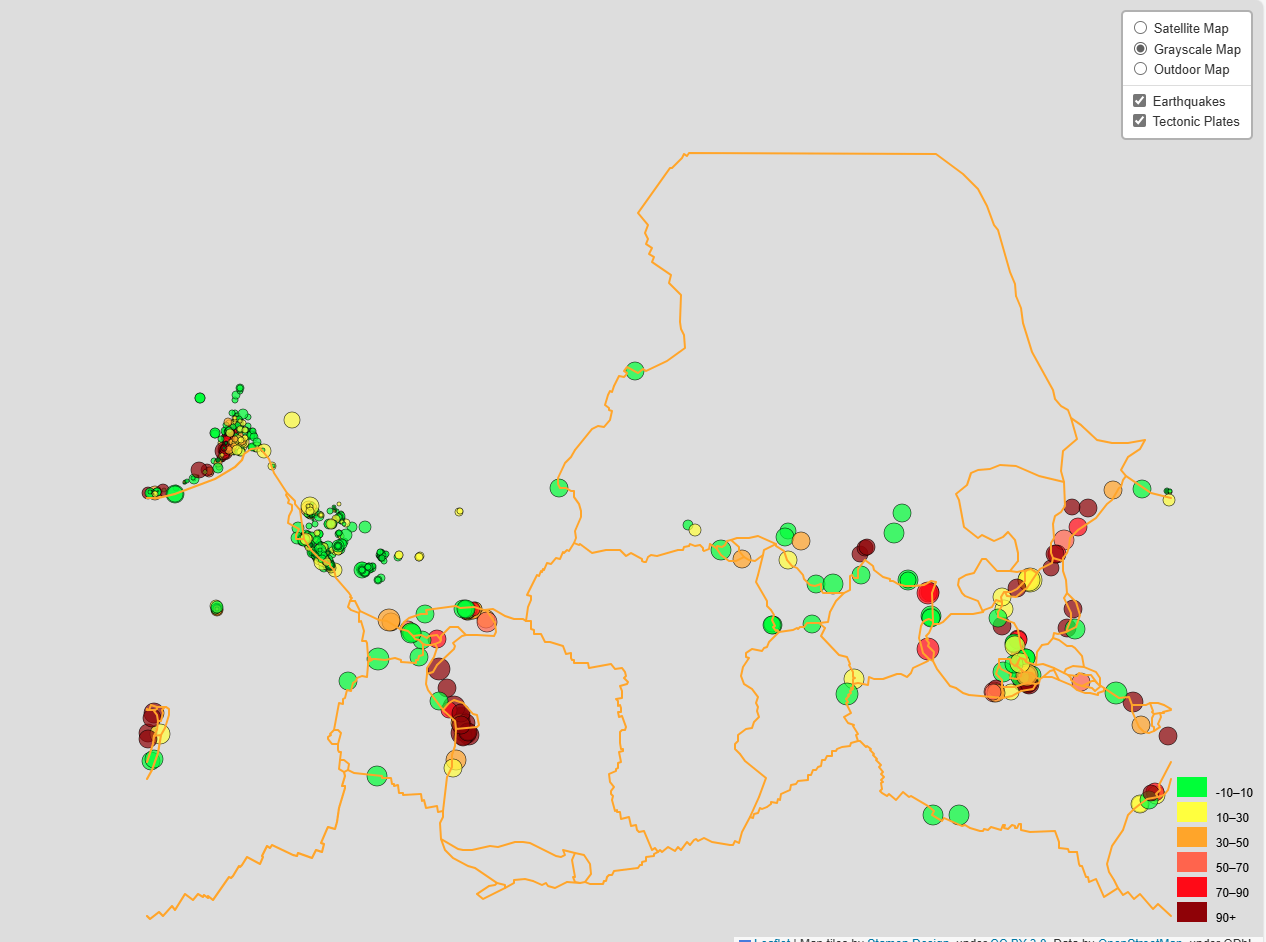 Satellite Map
Grayscale Map
Outdoor Map
Earthquakes
Tectonic Plates
-10–10
10–30
30–50
50–70
70–90
90+
Leaflet | Map tiles by Stamen Design, under CC BY 3.0. Data by OpenStreetMap, under ODbL